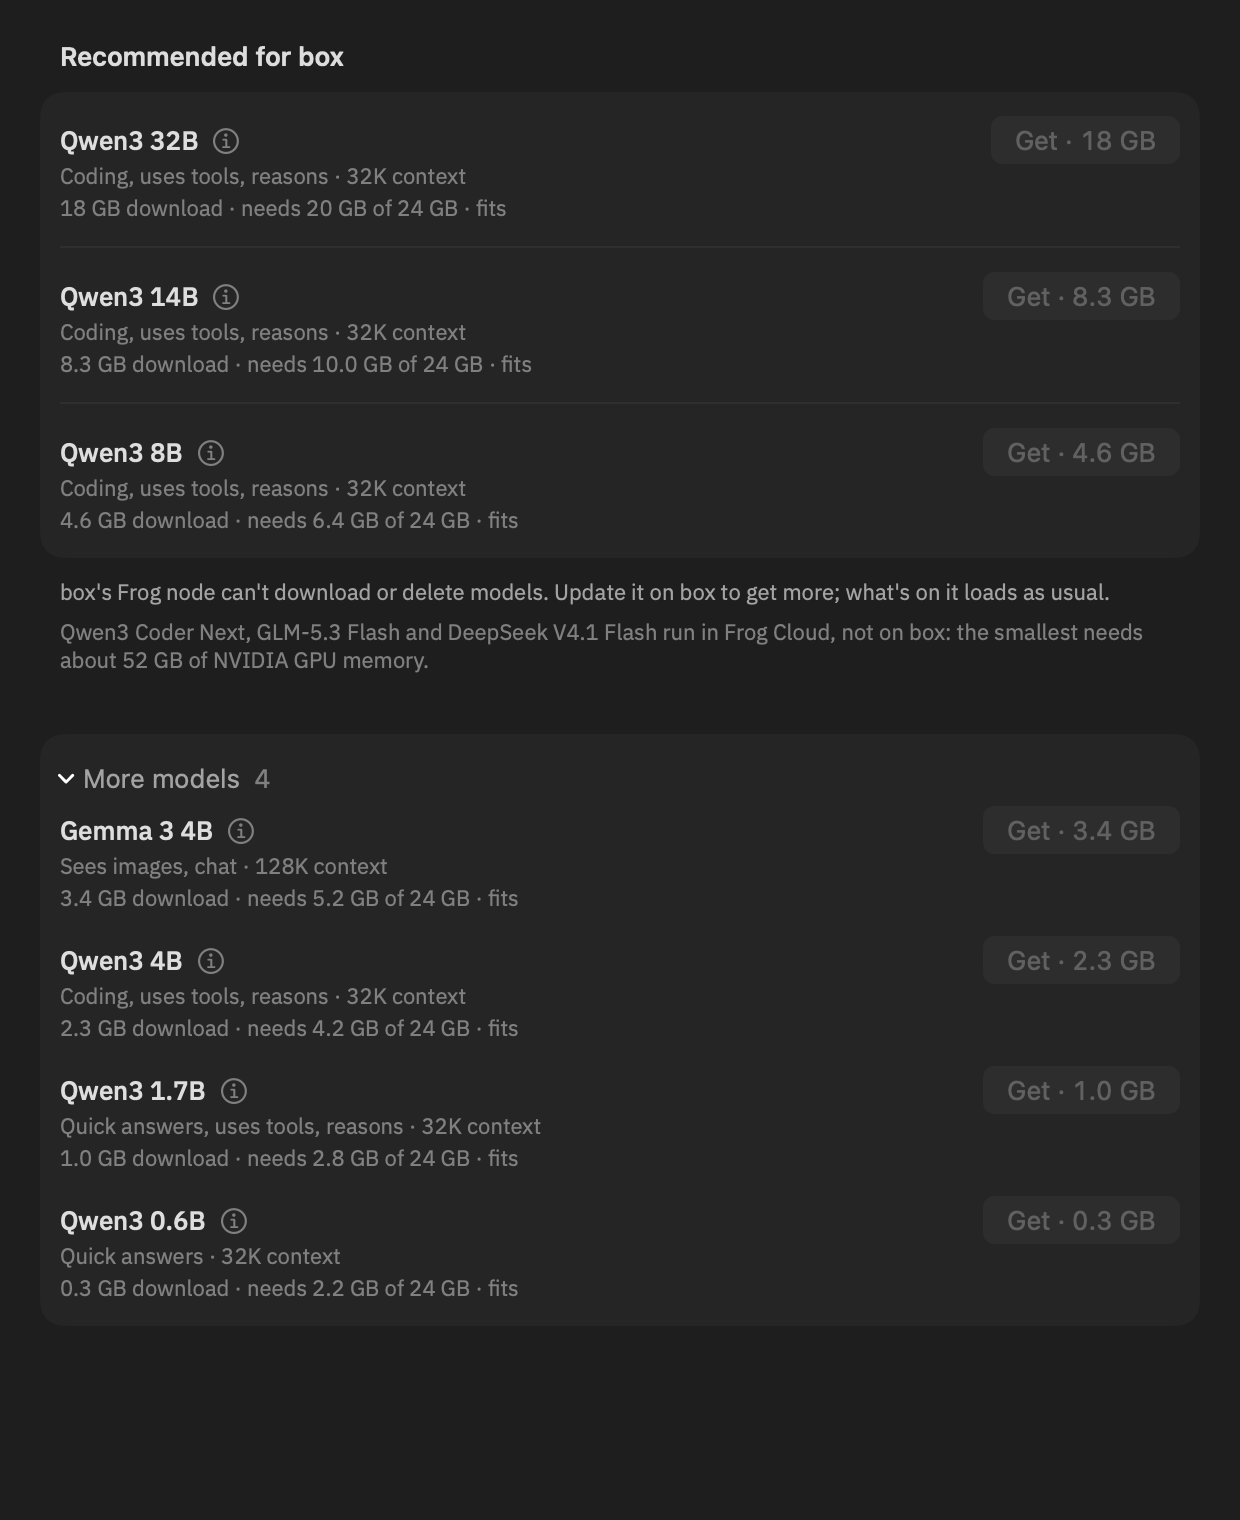 Recommended for box
Qwen3 32B
Get · 18 GB
Coding, uses tools, reasons · 32K context
18 GB download · needs 20 GB of 24 GB · fits
Qwen3 14B
Get · 8.3 GB
Coding, uses tools, reasons · 32K context
8.3 GB download · needs 10.0 GB of 24 GB · fits
Qwen3 8B
Get · 4.6 GB
Coding, uses tools, reasons · 32K context
4.6 GB download · needs 6.4 GB of 24 GB · fits
box's Frog node can't download or delete models. Update it on box to get more; what's on it loads as usual.
Qwen3 Coder Next, GLM-5.3 Flash and DeepSeek V4.1 Flash run in Frog Cloud, not on box: the smallest needs
about 52 GB of NVIDIA GPU memory.
More models 4
Gemma 3 4B
Get · 3.4 GB
Sees images, chat · 128K context
3.4 GB download · needs 5.2 GB of 24 GB · fits
Qwen3 4B
Get · 2.3 GB
Coding, uses tools, reasons · 32K context
2.3 GB download · needs 4.2 GB of 24 GB · fits
Qwen3 1.7B
Get · 1.0 GB
Quick answers, uses tools, reasons · 32K context
1.0 GB download · needs 2.8 GB of 24 GB · fits
Qwen3 0.6B
Get · 0.3 GB
Quick answers · 32K context
0.3 GB download · needs 2.2 GB of 24 GB · fits